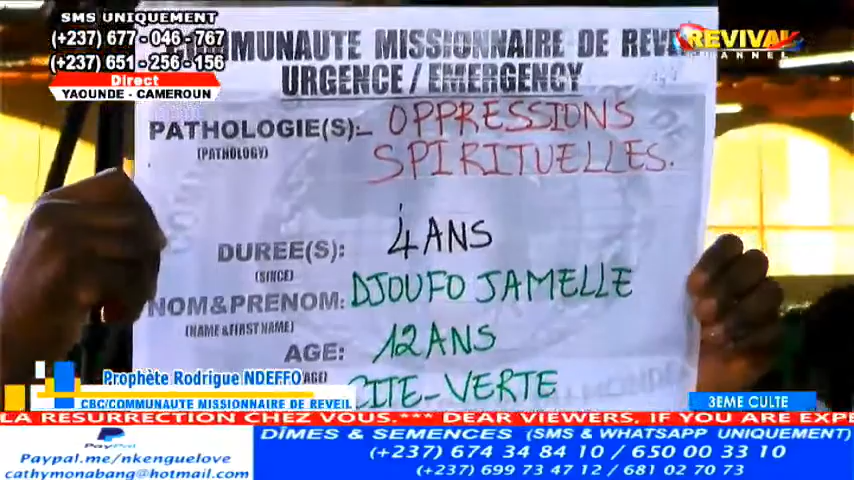 SMS UNIQUEMENT
(+237) 677 - 046 - 767
(+237) 651 - 256 - 156
Direct
YAOUNDE - CAMEROUN
REVIVAL
CHANNEL
MUNAUTE MISSIONNAIRE DE REVE
URGENCE / EMERGENCY
PATHOLOGIE(S):- OPPRESSIONS
(PATHOLOGY)
SPIRITUELLES.
DUREE(S): 4 ANS
(SINCE)
NOM&PRENOM: DJOUFO JAMELLE
(NAME & FIRST NAME)
AGE: 12 ANS
AGE)
CITE-VERTE
Prophète Rodrigue NDEFFO
CBC/COMMUNAUTE MISSIONNAIRE DE REVEIL
3EME CULTE
LA RESURRECTION CHEZ VOUS.*** DEAR VIEWERS, IF YOU ARE EXPE
PayPal
Paypal.me/nkenguelove
cathymonabang@hotmail.com
DÎMES & SEMENCES (SMS & WHATSAPP UNIQUEMENT)
(+237) 674 34 84 10 / 650 00 33 10
(+237) 699 73 47 12 / 681 02 70 73